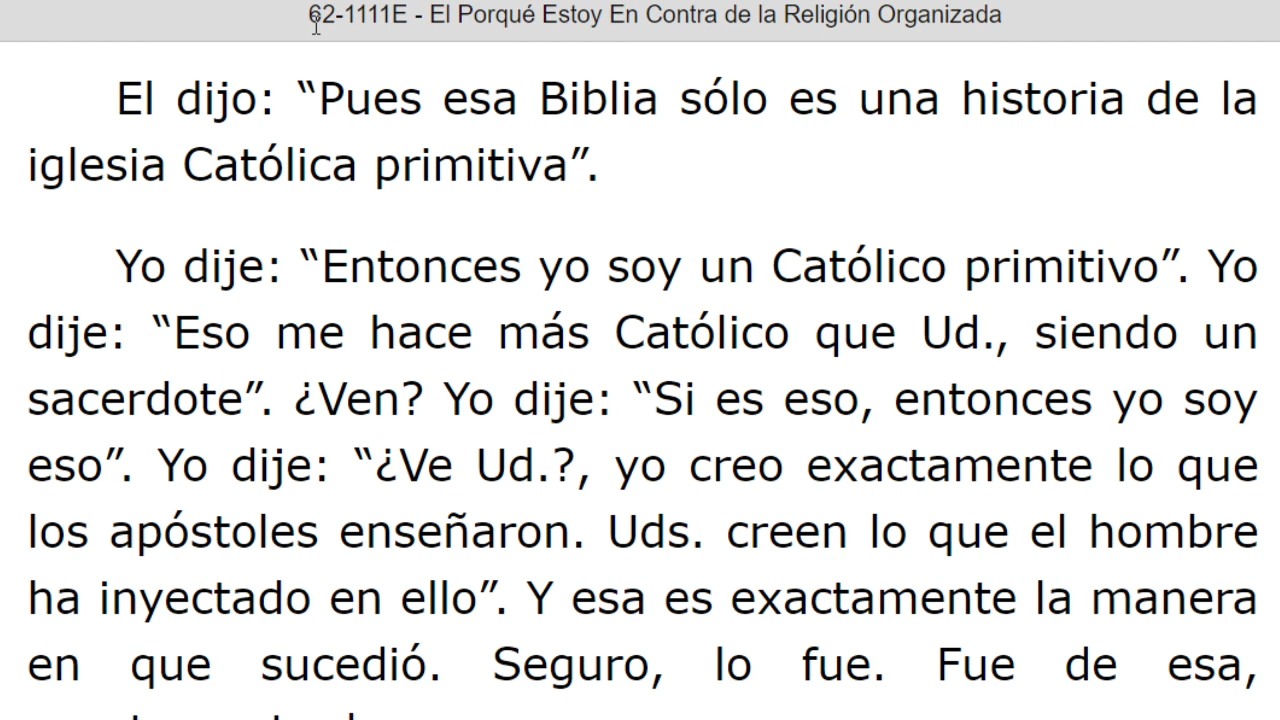 62-1111E - El Porqué Estoy En Contra de la Religión Organizada
El dijo: “Pues esa Biblia sólo es una historia de la
iglesia Católica primitiva”.
Yo dije: “Entonces yo soy un Católico primitivo”. Yo
dije: “Eso me hace más Católico que Ud., siendo un
sacerdote”. ¿Ven? Yo dije: “Si es eso, entonces yo soy
eso”. Yo dije: “¿Ve Ud.?, yo creo exactamente lo que
los apóstoles enseñaron. Uds. creen lo que el hombre
ha inyectado en ello”. Y esa es exactamente la manera
en que sucedió. Seguro, lo fue. Fue de esa,